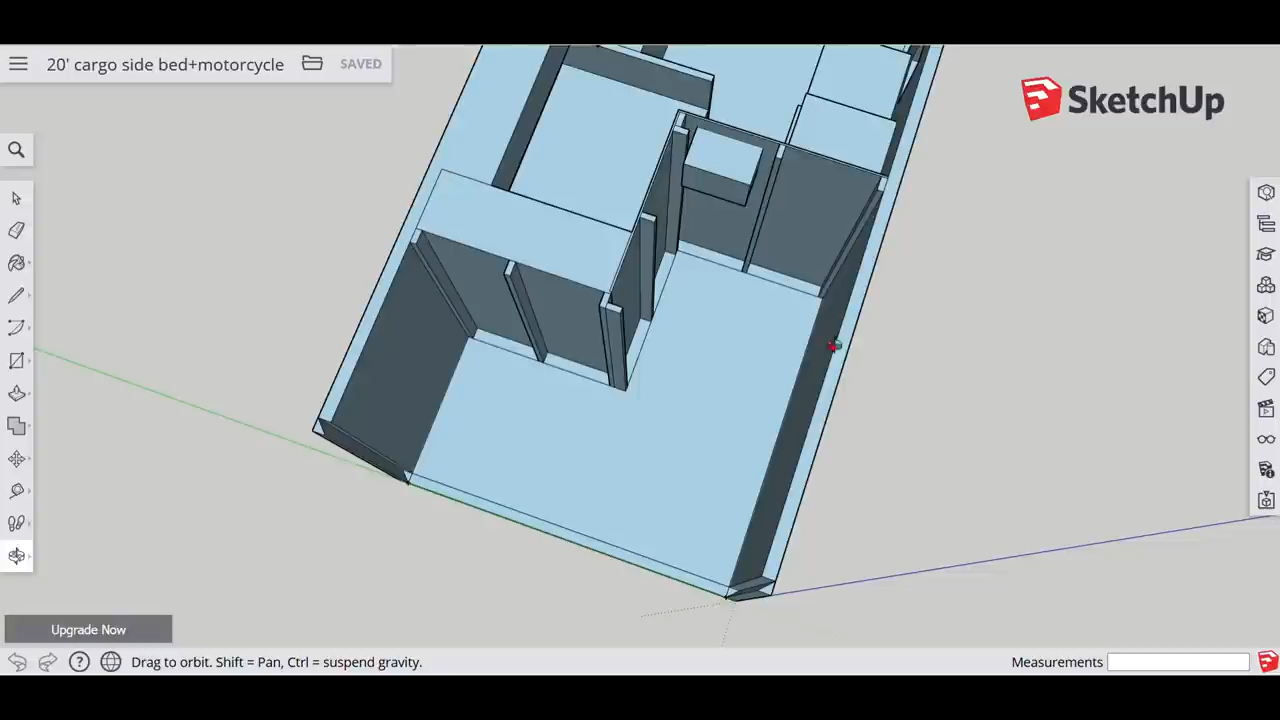 20' cargo side bed+motorcycle
SAVED
SketchUp
Upgrade Now
Drag to orbit. Shift = Pan, Ctrl = suspend gravity.
Measurements